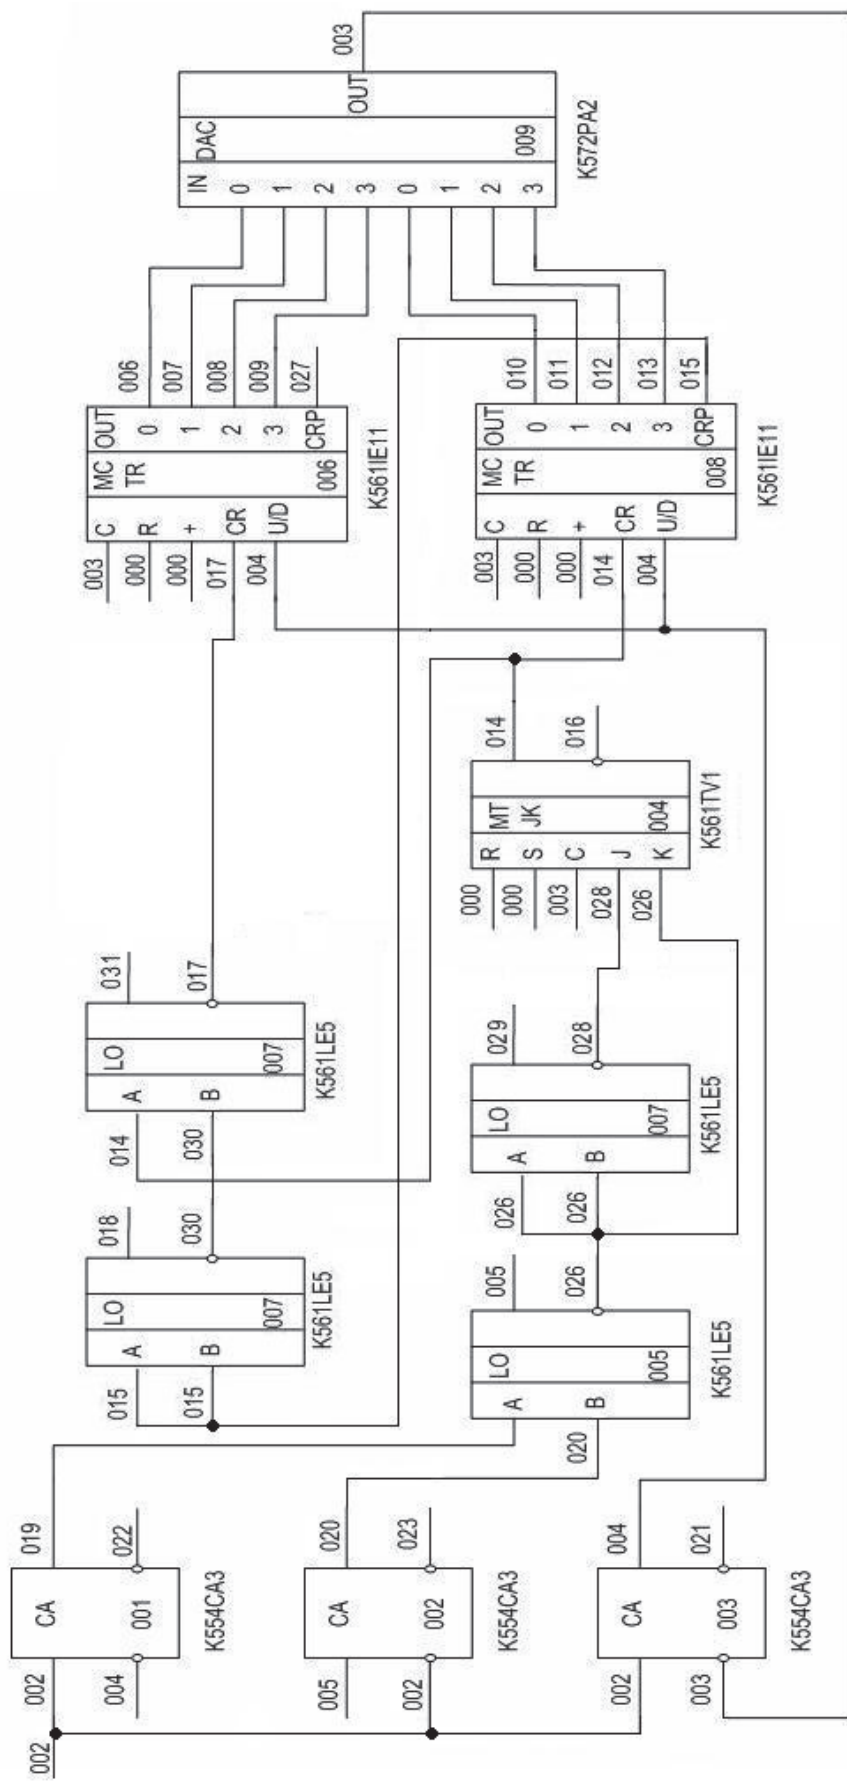 002
002
004
CA
001
019
022
K554CA3
005
002
CA
002
020
023
K554CA3
002
003
CA
003
004
021
K554CA3
015
015
A
B
LO
007
018
030
K561LE5
014
030
A
B
LO
007
031
017
K561LE5
020
A
B
LO
005
005
026
K561LE5
026
026
A
B
LO
007
029
028
K561LE5
000
000
003
028
026
R
S
C
J
K
MT
JK
004
014
016
K561TV1
003
000
000
017
004
C
R
+
CR
U/D
MC
TR
006
OUT
0
1
2
3
CRP
006
007
008
009
027
K561IE11
003
000
000
014
004
C
R
+
CR
U/D
MC
TR
008
OUT
0
1
2
3
CRP
010
011
012
013
015
K561IE11
IN
0
1
2
3
0
1
2
3
DAC
009
OUT
003
K572PA2